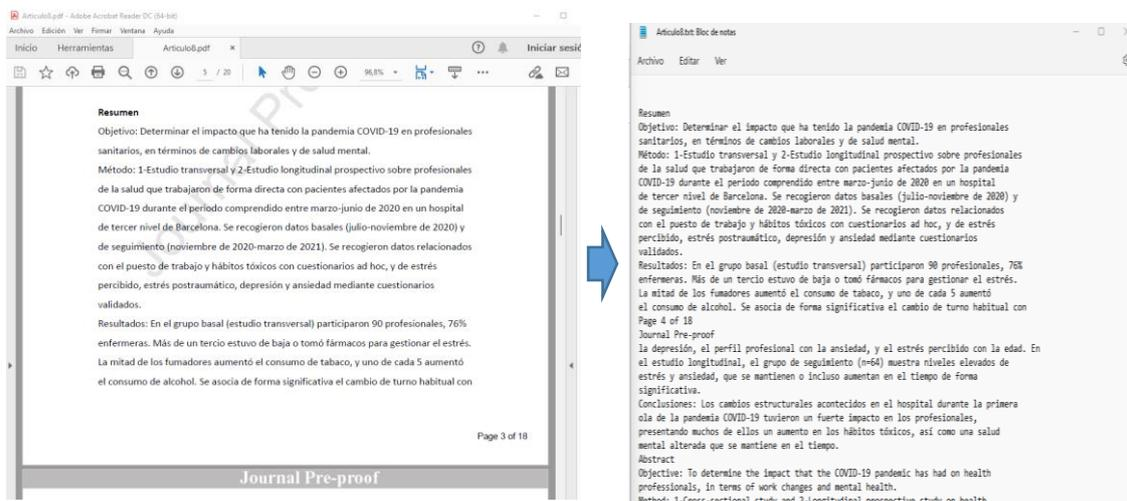 Articulo8.pdf - Adobe Acrobat Reader DC (64-bit)
Archivo Edición Ver Firmar Ventana Ayuda
Inicio Herramientas Articulo8.pdf × Iniciar sesió
5 / 20 96,8%
Resumen
Objetivo: Determinar el impacto que ha tenido la pandemia COVID-19 en profesionales
sanitarios, en términos de cambios laborales y de salud mental.
Método: 1-Estudio transversal y 2-Estudio longitudinal prospectivo sobre profesionales
de la salud que trabajaron de forma directa con pacientes afectados por la pandemia
COVID-19 durante el periodo comprendido entre marzo-junio de 2020 en un hospital
de tercer nivel de Barcelona. Se recogieron datos basales (julio-noviembre de 2020) y
de seguimiento (noviembre de 2020-marzo de 2021). Se recogieron datos relacionados
con el puesto de trabajo y hábitos tóxicos con cuestionarios ad hoc, y de estrés
percibido, estrés postraumático, depresión y ansiedad mediante cuestionarios
validados.
Resultados: En el grupo basal (estudio transversal) participaron 90 profesionales, 76%
enfermeras. Más de un tercio estuvo de baja o tomó fármacos para gestionar el estrés.
La mitad de los fumadores aumentó el consumo de tabaco, y uno de cada 5 aumentó
el consumo de alcohol. Se asocia de forma significativa el cambio de turno habitual con
Page 3 of 18
Journal Pre-proof
Journal Pro
Articulo8.txt: Bloc de notas
Archivo Editar Ver
Resumen
Objetivo: Determinar el impacto que ha tenido la pandemia COVID-19 en profesionales
sanitarios, en términos de cambios laborales y de salud mental.
Método: 1-Estudio transversal y 2-Estudio longitudinal prospectivo sobre profesionales
de la salud que trabajaron de forma directa con pacientes afectados por la pandemia
COVID-19 durante el periodo comprendido entre marzo-junio de 2020 en un hospital
de tercer nivel de Barcelona. Se recogieron datos basales (julio-noviembre de 2020) y
de seguimiento (noviembre de 2020-marzo de 2021). Se recogieron datos relacionados
con el puesto de trabajo y hábitos tóxicos con cuestionarios ad hoc, y de estrés
percibido, estrés postraumático, depresión y ansiedad mediante cuestionarios
validados.
Resultados: En el grupo basal (estudio transversal) participaron 90 profesionales, 76%
enfermeras. Más de un tercio estuvo de baja o tomó fármacos para gestionar el estrés.
La mitad de los fumadores aumentó el consumo de tabaco, y uno de cada 5 aumentó
el consumo de alcohol. Se asocia de forma significativa el cambio de turno habitual con
Page 4 of 18
Journal Pre-proof
la depresión, el perfil profesional con la ansiedad, y el estrés percibido con la edad. En
el estudio longitudinal, el grupo de seguimiento (n=64) muestra niveles elevados de
estrés y ansiedad, que se mantienen o incluso aumentan en el tiempo de forma
significativa.
Conclusiones: Los cambios estructurales acontecidos en el hospital durante la primera
ola de la pandemia COVID-19 tuvieron un fuerte impacto en los profesionales,
presentando muchos de ellos un aumento en los hábitos tóxicos, así como una salud
mental alterada que se mantiene en el tiempo.
Abstract
Objective: To determine the impact that the COVID-19 pandemic has had on health
professionals, in terms of work changes and mental health.
Method: 1-Cross-sectional study and 2-Longitudinal prospective study on health